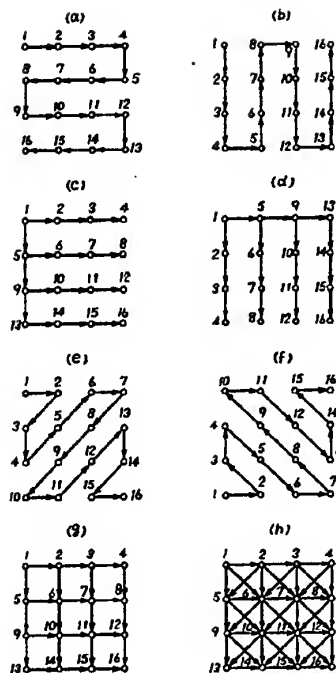 (a)
1 2 3 4
8 7 6 5
9 10 11 12
16 15 14 13
(b)
1 8 9 16
2 7 10 15
3 6 11 14
4 5 12 13
(c)
1 2 3 4
5 6 7 8
9 10 11 12
13 14 15 16
(d)
1 5 9 13
2 6 10 14
3 7 11 15
4 8 12 16
(e)
1 2 6 7
3 5 8 13
4 9 12 14
10 11 15 16
(f)
10 11 15 16
4 9 12 14
3 5 8 13
1 2 6 7
(g)
1 2 3 4
5 6 7 8
9 10 11 12
13 14 15 16
(h)
1 2 3 4
5 6 7 8
9 10 11 12
13 14 15 16